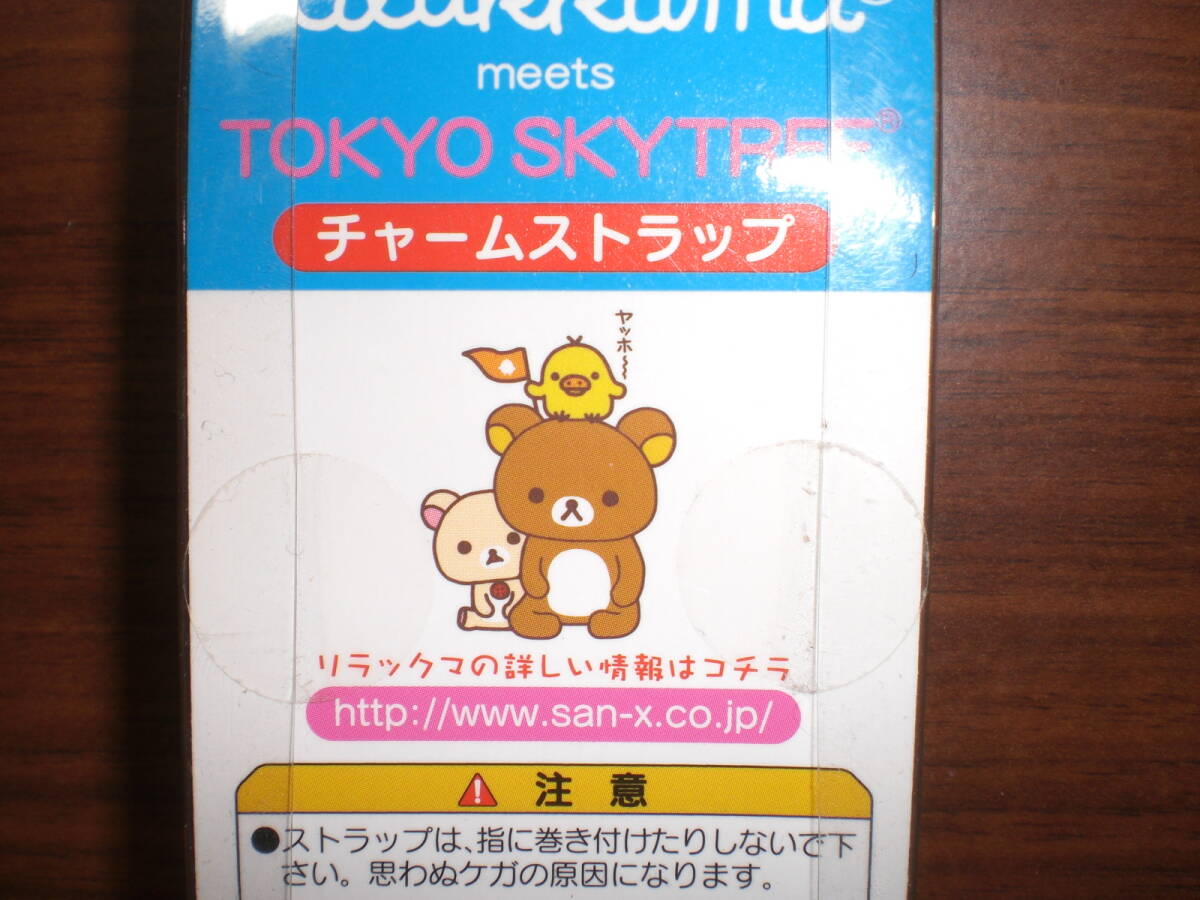 meets
TOKYO SKYTREE®
チャームストラップ
ヤッホ〜〜
リラックマの詳しい情報はコチラ
http://www.san-x.co.jp/
注意
●ストラップは、指に巻き付けたりしないで下
さい。思わぬケガの原因になります。